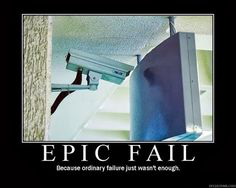 EPIC FAIL
Because ordinary failure just wasn't enough.